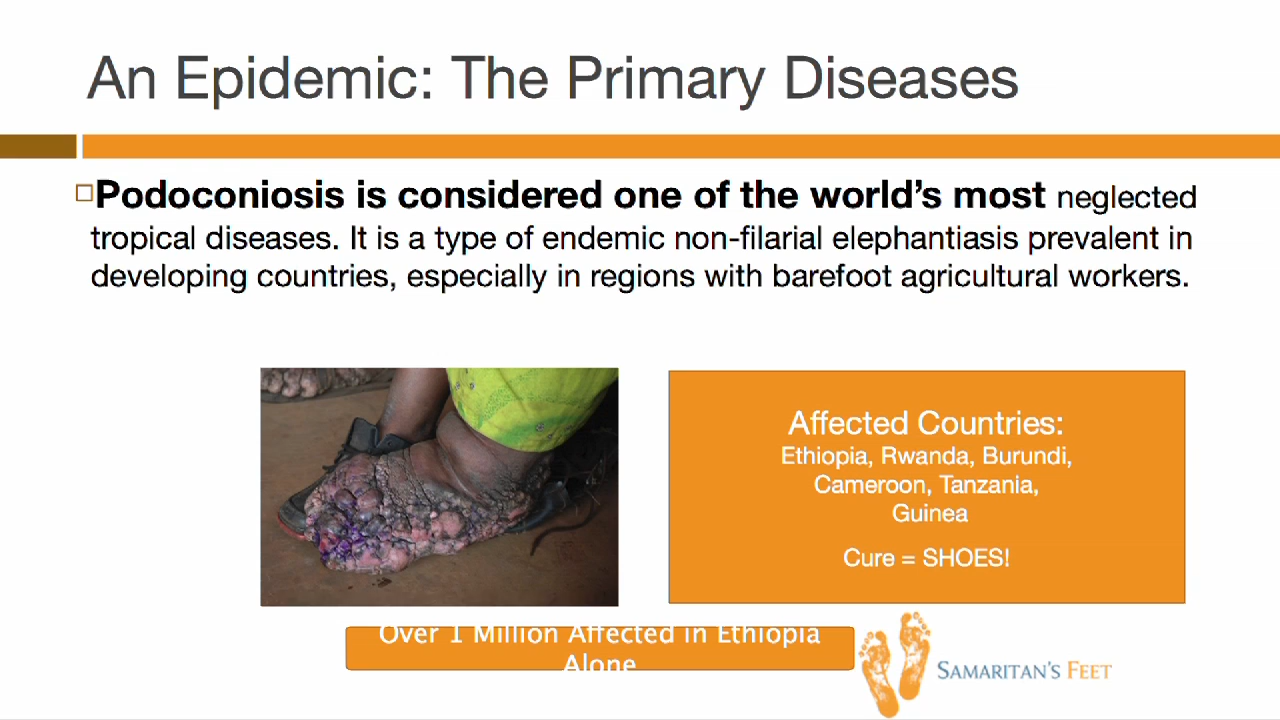 An Epidemic: The Primary Diseases
Podoconiosis is considered one of the world's most neglected
tropical diseases. It is a type of endemic non-filarial elephantiasis prevalent in
developing countries, especially in regions with barefoot agricultural workers.
Affected Countries:
Ethiopia, Rwanda, Burundi,
Cameroon, Tanzania,
Guinea
Cure = SHOES!
Over 1 Million Affected in Ethiopia
Alone
SAMARITAN'S FEET